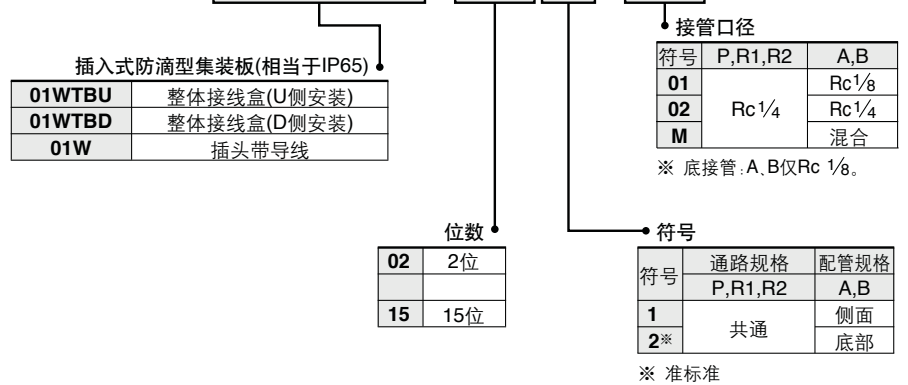 接管口径
符号 P,R1,R2 A,B
01 Rc1/4 Rc1/8
02 Rc1/4
M 混合
※ 底接管:A、B仅Rc 1/8。
插入式防滴型集装板(相当于IP65)
01WTBU 整体接线盒(U侧安装)
01WTBD 整体接线盒(D侧安装)
01W 插头带导线
位数
02 2位
15 15位
符号
符号 通路规格 配管规格
P,R1,R2 A,B
1 共通 侧面
2※ 底部
※ 准标准